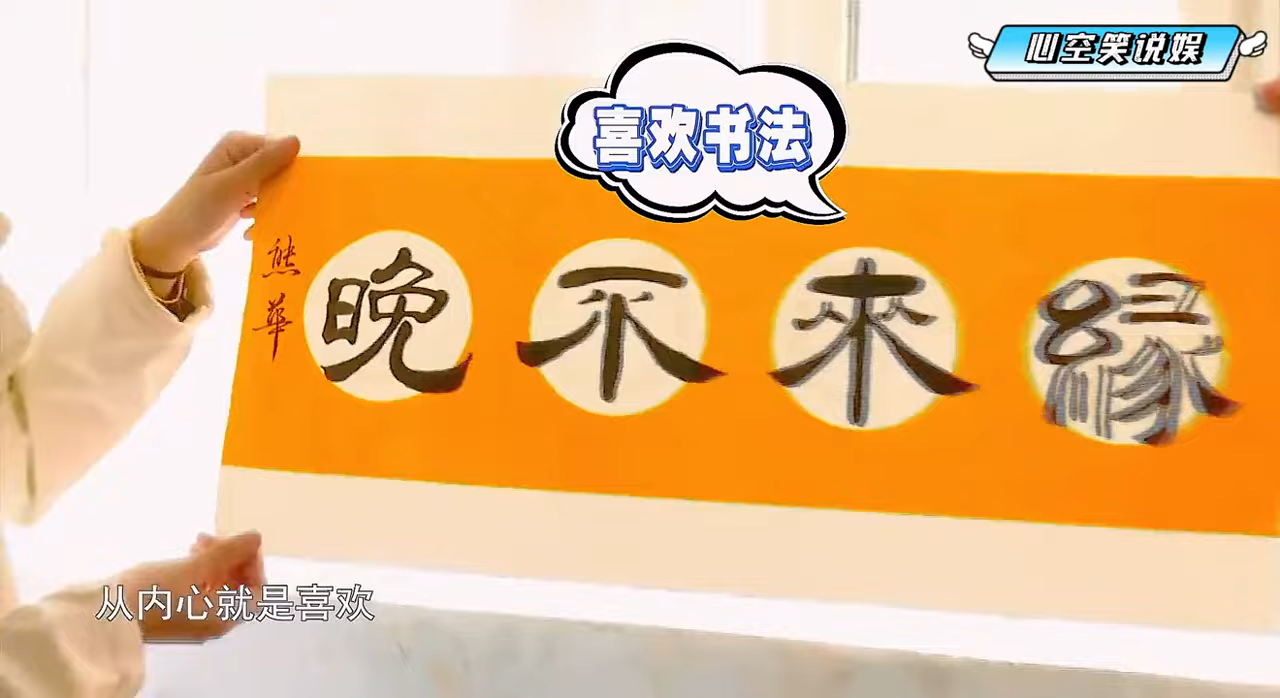 心空笑说娱
喜欢书法
緣來不晚
熊華
从内心就是喜欢